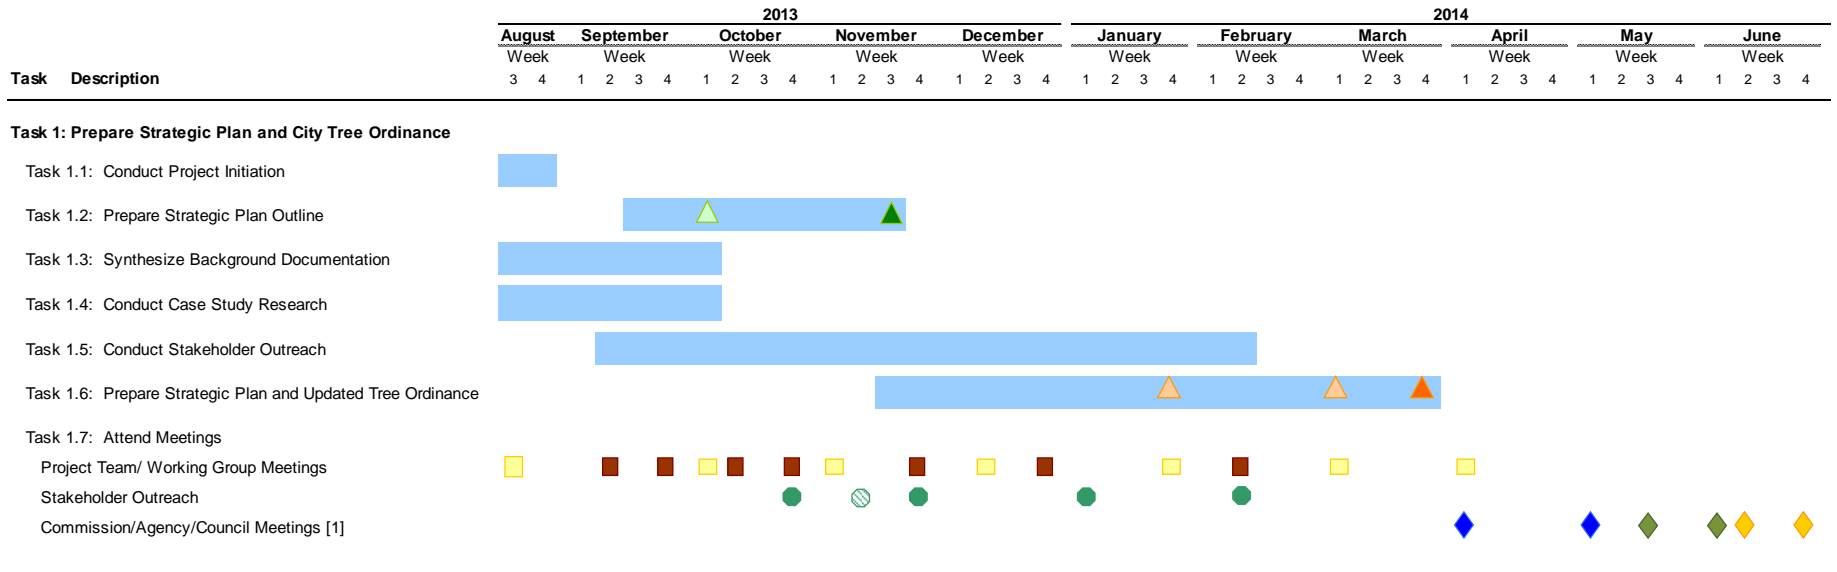 2013 2014
August September October November December January February March April May June
Week Week Week Week Week Week Week Week Week Week Week
Task Description 3 4 1 2 3 4 1 2 3 4 1 2 3 4 1 2 3 4 1 2 3 4 1 2 3 4 1 2 3 4 1 2 3 4 1 2 3 4 1 2 3 4
Task 1: Prepare Strategic Plan and City Tree Ordinance
Task 1.1: Conduct Project Initiation
Task 1.2: Prepare Strategic Plan Outline
Task 1.3: Synthesize Background Documentation
Task 1.4: Conduct Case Study Research
Task 1.5: Conduct Stakeholder Outreach
Task 1.6: Prepare Strategic Plan and Updated Tree Ordinance
Task 1.7: Attend Meetings
Project Team/ Working Group Meetings
Stakeholder Outreach
Commission/Agency/Council Meetings [1]